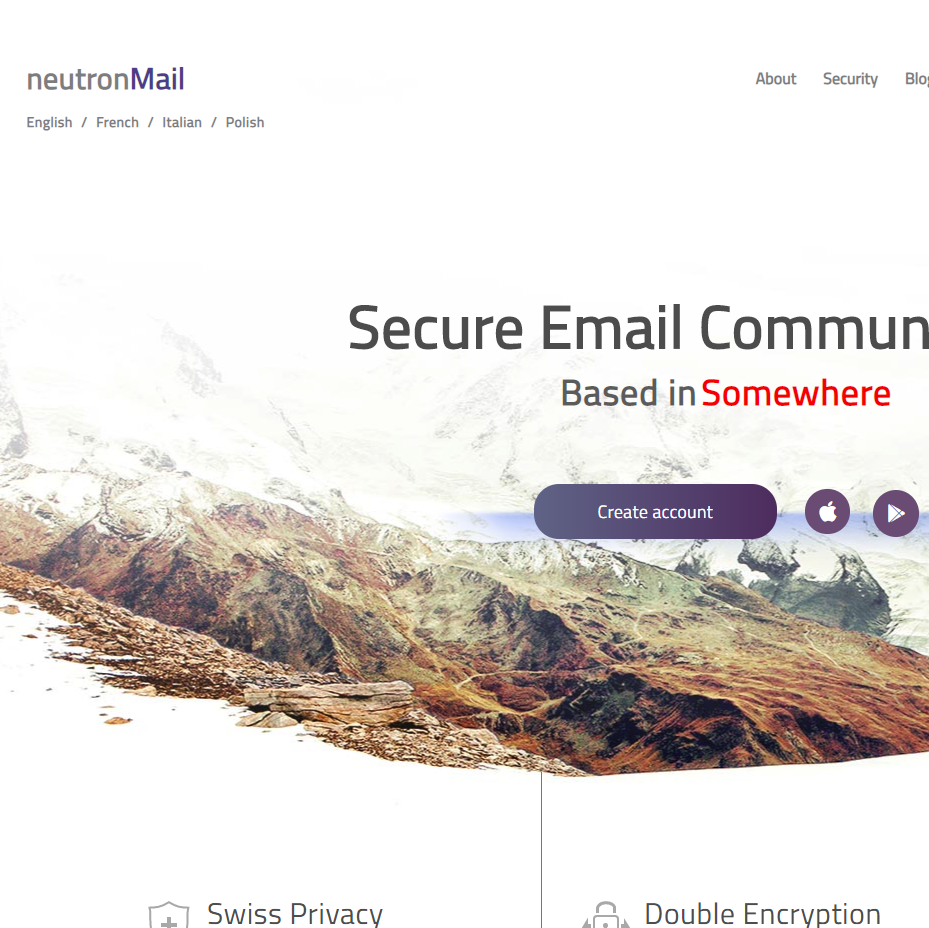 neutronMail
About Security Blog
English / French / Italian / Polish
Secure Email Commun
Based in Somewhere
Create account
Swiss Privacy
Double Encryption